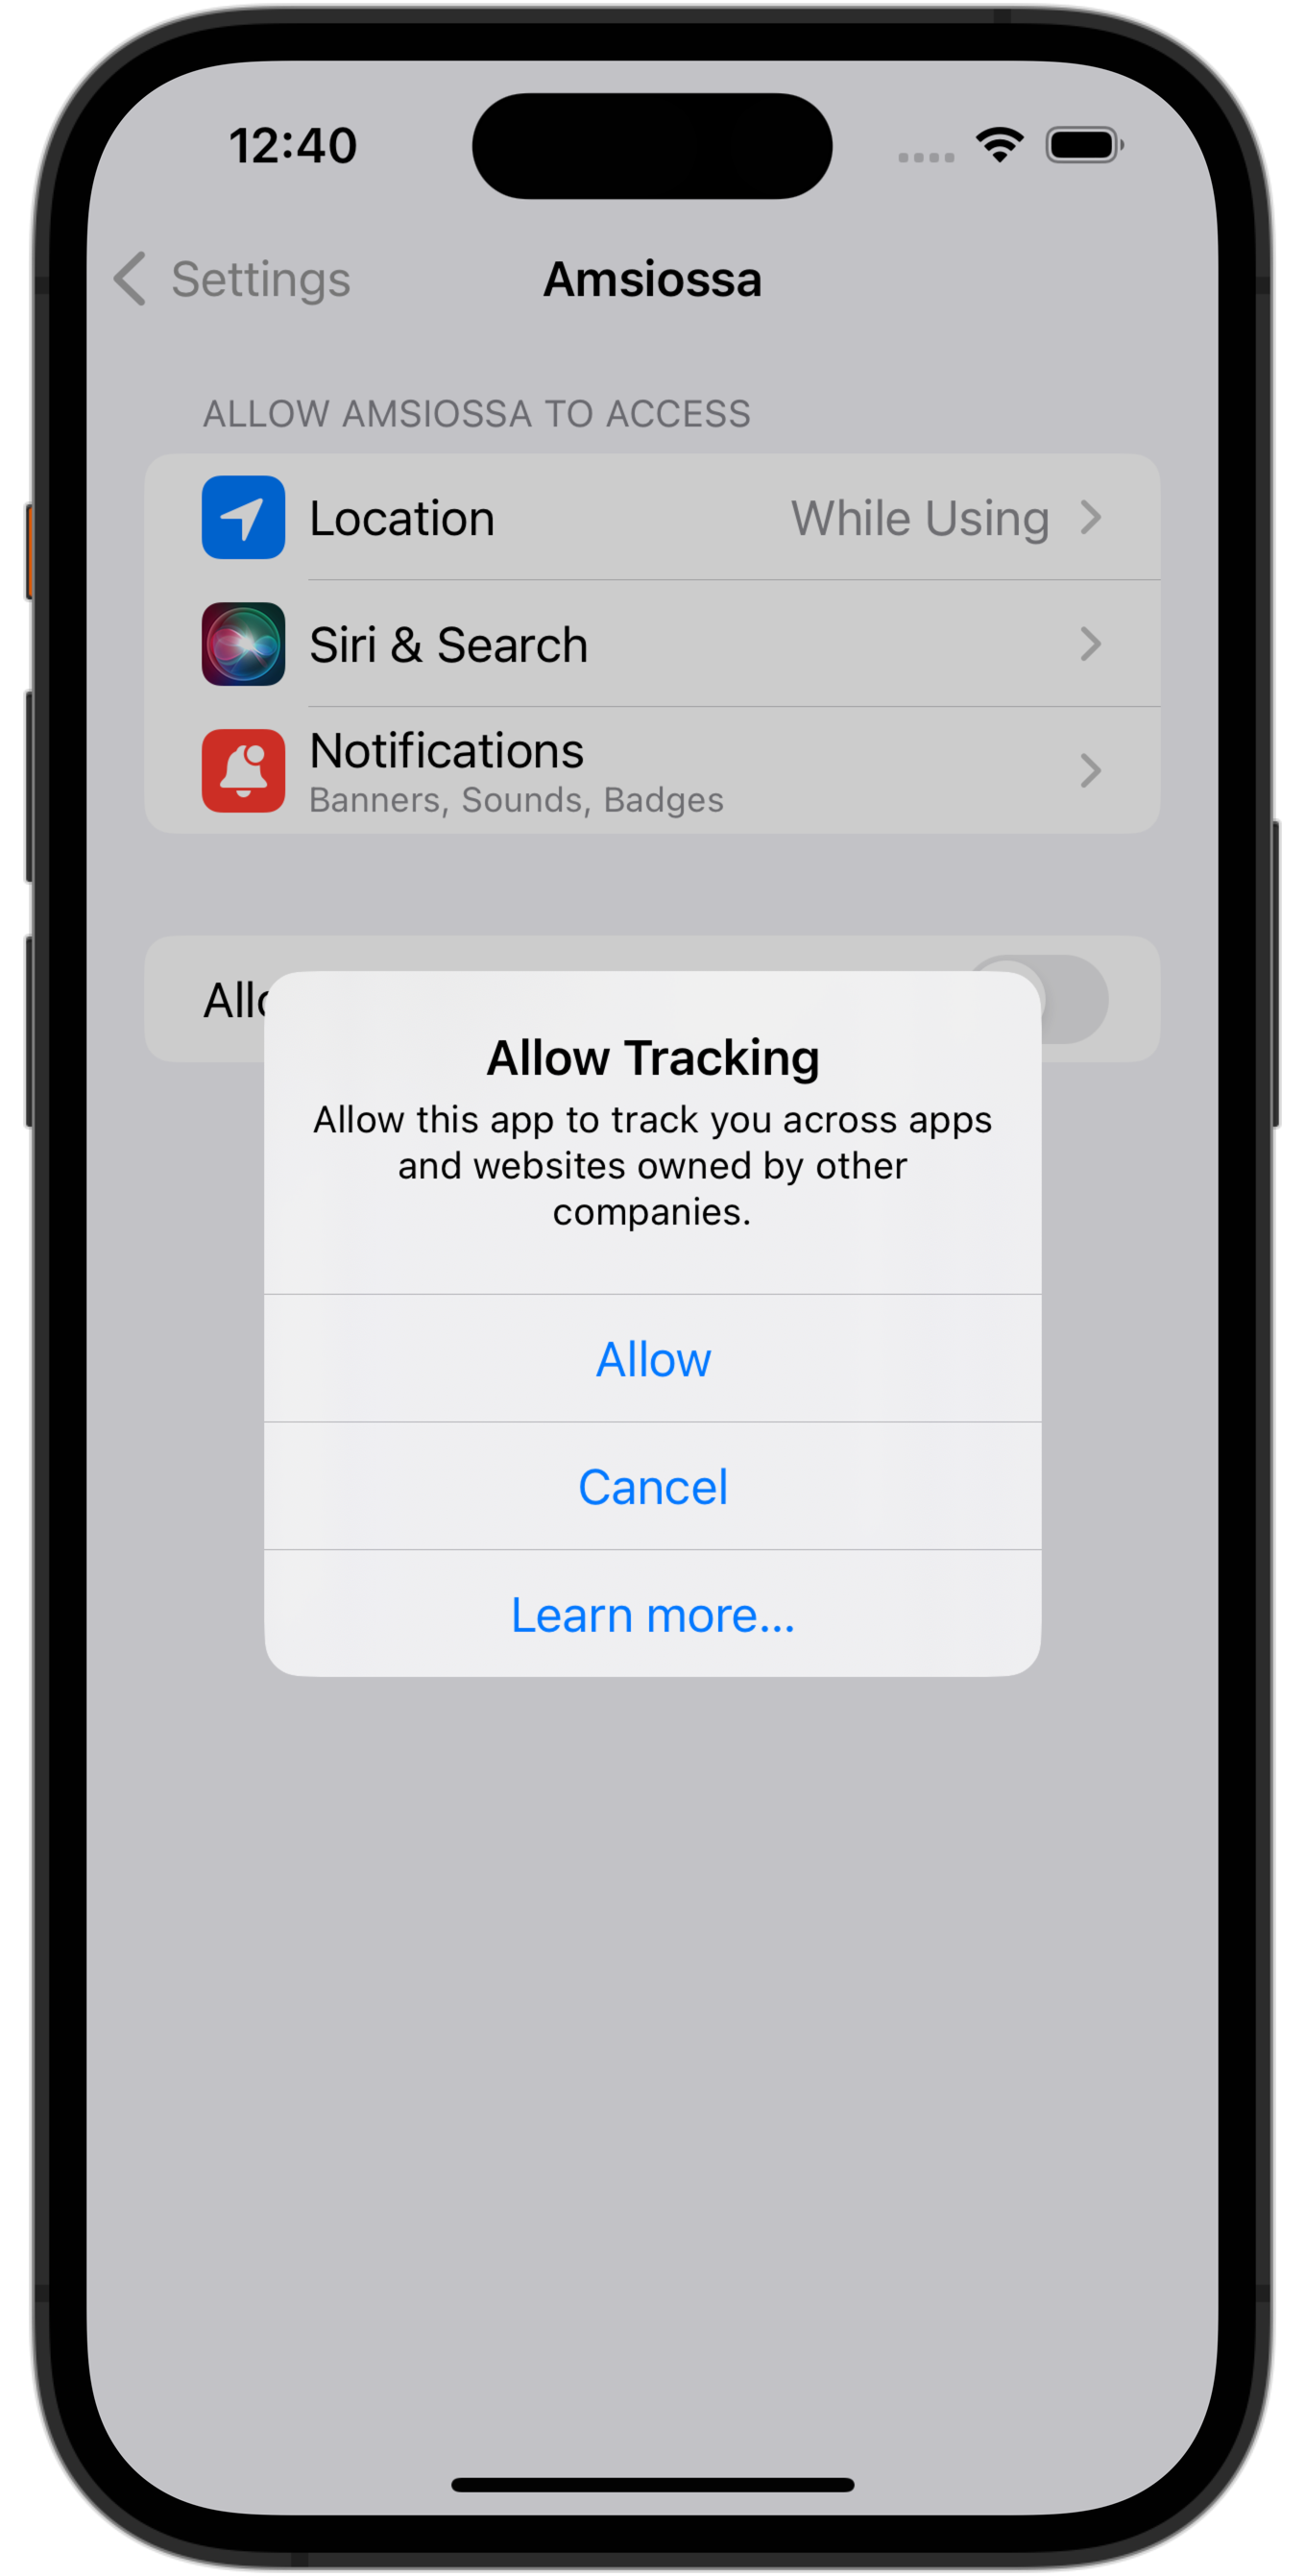 12:40
Settings
Amsiossa
ALLOW AMSIOSSA TO ACCESS
Location
While Using
Siri & Search
Notifications
Banners, Sounds, Badges
Allow Tracking
Allow this app to track you across apps
and websites owned by other
companies.
Allow
Cancel
Learn more...